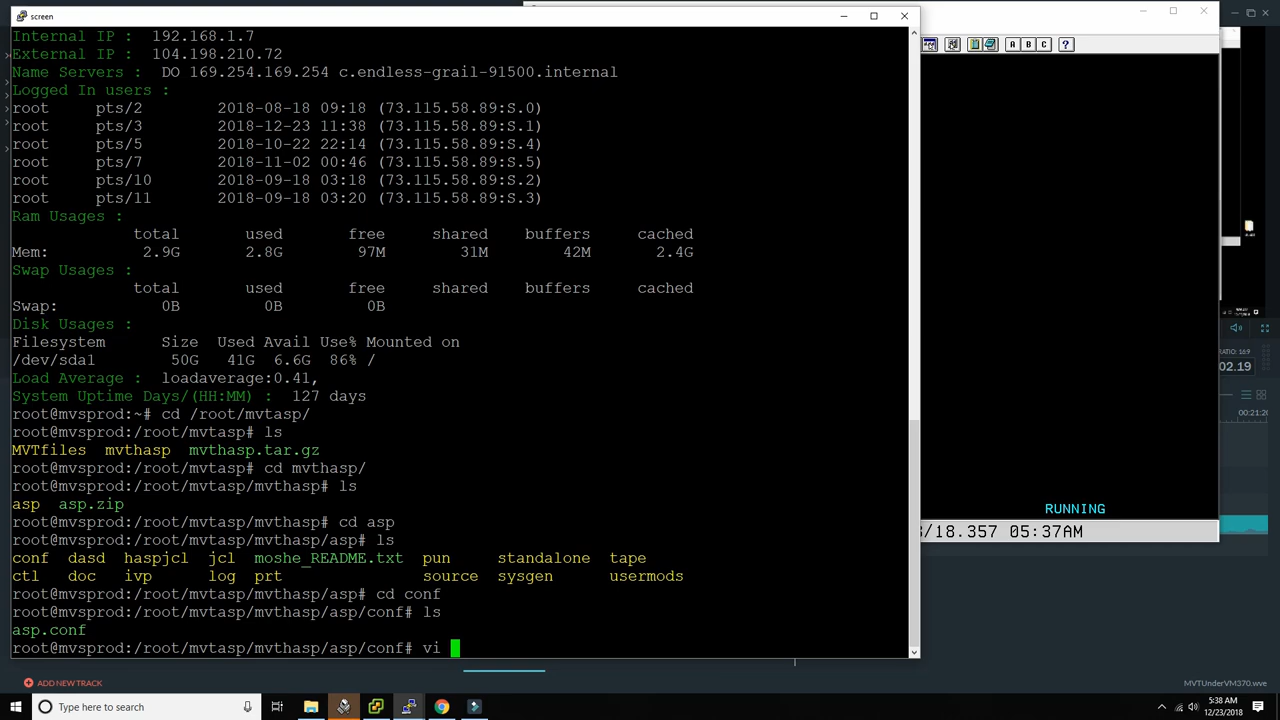 screen
Internal IP :  192.168.1.7
External IP :  104.198.210.72
Name Servers :  DO 169.254.169.254 c.endless-grail-91500.internal
Logged In users :
root     pts/2        2018-08-18 09:18 (73.115.58.89:S.0)
root     pts/3        2018-12-23 11:38 (73.115.58.89:S.1)
root     pts/5        2018-10-22 22:14 (73.115.58.89:S.4)
root     pts/7        2018-11-02 00:46 (73.115.58.89:S.5)
root     pts/10       2018-09-18 03:18 (73.115.58.89:S.2)
root     pts/11       2018-09-18 03:20 (73.115.58.89:S.3)
Ram Usages :
total       used       free     shared    buffers     cached
Mem:          2.9G       2.8G        97M        31M        42M       2.4G
Swap Usages :
total       used       free     shared    buffers     cached
Swap:           0B         0B         0B
Disk Usages :
Filesystem      Size  Used Avail Use% Mounted on
/dev/sda1        50G   41G  6.6G  86% /
Load Average :  loadaverage:0.41,
System Uptime Days/(HH:MM) :  127 days
root@mvsprod:~# cd /root/mvtasp/
root@mvsprod:/root/mvtasp# ls
MVTfiles  mvthasp  mvthasp.tar.gz
root@mvsprod:/root/mvtasp# cd mvthasp/
root@mvsprod:/root/mvtasp/mvthasp# ls
asp  asp.zip
root@mvsprod:/root/mvtasp/mvthasp# cd asp
root@mvsprod:/root/mvtasp/mvthasp/asp# ls
conf  dasd  haspjcl  jcl  moshe_README.txt  pun     standalone  tape
ctl   doc   ivp      log  prt               source  sysgen      usermods
root@mvsprod:/root/mvtasp/mvthasp/asp# cd conf
root@mvsprod:/root/mvtasp/mvthasp/asp/conf# ls
asp.conf
root@mvsprod:/root/mvtasp/mvthasp/asp/conf# vi
A B C ?
RUNNING
/18.357 05:37AM
RATIO: 16:9
02.19
00:21:20
ADD NEW TRACK
MVTUnderVM370.wve
Type here to search
5:38 AM
12/23/2018